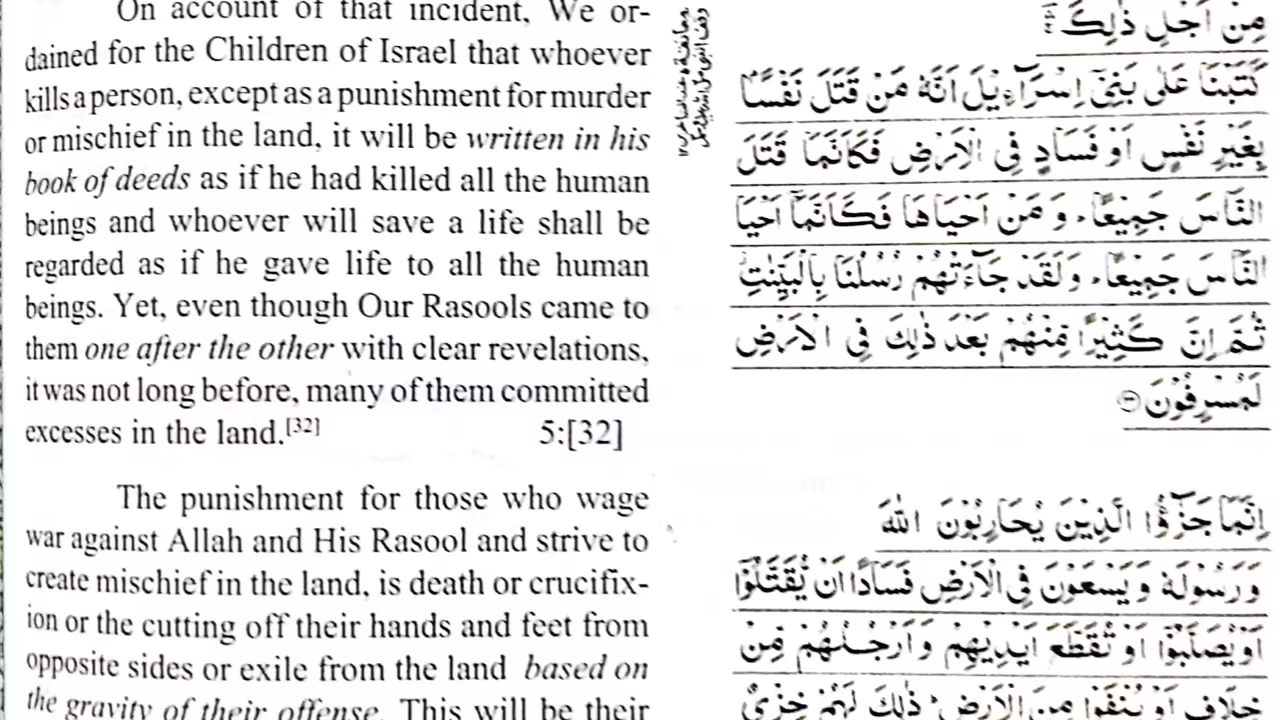 On account of that incident, We or-
dained for the Children of Israel that whoever
kills a person, except as a punishment for murder
or mischief in the land, it will be written in his
book of deeds as if he had killed all the human
beings and whoever will save a life shall be
regarded as if he gave life to all the human
beings. Yet, even though Our Rasools came to
them one after the other with clear revelations,
it was not long before, many of them committed
excesses in the land.[32] 5:[32]
The punishment for those who wage
war against Allah and His Rasool and strive to
create mischief in the land, is death or crucifix-
ion or the cutting off their hands and feet from
opposite sides or exile from the land based on
the gravity of their offense. This will be their
مِنْ اَجْلِ ذٰلِكَ
كَتَبْنَا عَلٰى بَنِیْۤ اِسْرَآءِیْلَ اَنَّهٗ مَنْ قَتَلَ نَفْسًۢا
بِغَیْرِ نَفْسٍ اَوْ فَسَادٍ فِی الْاَرْضِ فَكَاَنَّمَا قَتَلَ
النَّاسَ جَمِیْعًا ؕ وَ مَنْ اَحْیَاهَا فَكَاَنَّمَاۤ اَحْیَا
النَّاسَ جَمِیْعًا ؕ وَلَقَدْ جَآءَتْهُمْ رُسُلُنَا بِالْبَیِّنٰتِ ؗ
ثُمَّ اِنَّ كَثِیْرًا مِّنْهُمْ بَعْدَ ذٰلِكَ فِی الْاَرْضِ
لَمُسْرِفُوْنَ
اِنَّمَا جَزٰٓؤُا الَّذِیْنَ یُحَارِبُوْنَ اللّٰهَ
وَ رَسُوْلَهٗ وَ یَسْعَوْنَ فِی الْاَرْضِ فَسَادًا اَنْ یُّقَتَّلُوْۤا
اَوْ یُصَلَّبُوْۤا اَوْ تُقَطَّعَ اَیْدِیْهِمْ وَ اَرْجُلُهُمْ مِّنْ
خِلَافٍ اَوْ یُنْفَوْا مِنَ الْاَرْضِ ؕ ذٰلِكَ لَهُمْ خِزْیٌ